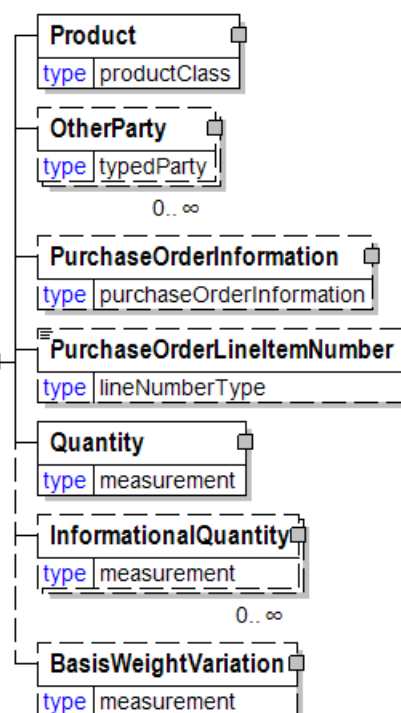 Product
type productClass
OtherParty
type typedParty
0.. ∞
PurchaseOrderInformation
type purchaseOrderInformation
PurchaseOrderLineItemNumber
type lineNumberType
Quantity
type measurement
InformationalQuantity
type measurement
0.. ∞
BasisWeightVariation
type measurement